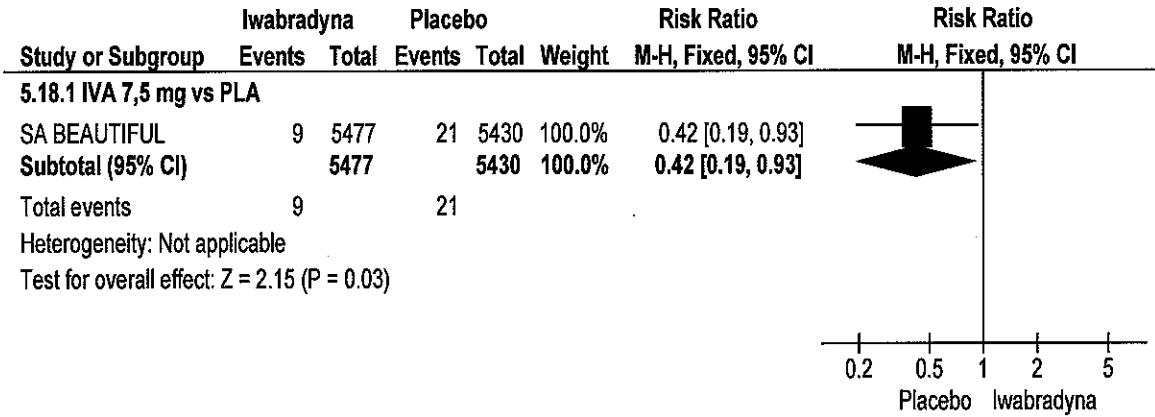 Iwabradyna Placebo Risk Ratio Risk Ratio
Study or Subgroup Events Total Events Total Weight M-H, Fixed, 95% CI M-H, Fixed, 95% CI
5.18.1 IVA 7,5 mg vs PLA
SA BEAUTIFUL 9 5477 21 5430 100.0% 0.42 [0.19, 0.93]
Subtotal (95% CI) 5477 5430 100.0% 0.42 [0.19, 0.93]
Total events 9 21
Heterogeneity: Not applicable
Test for overall effect: Z = 2.15 (P = 0.03)
0.2 0.5 1 2 5
Placebo Iwabradyna